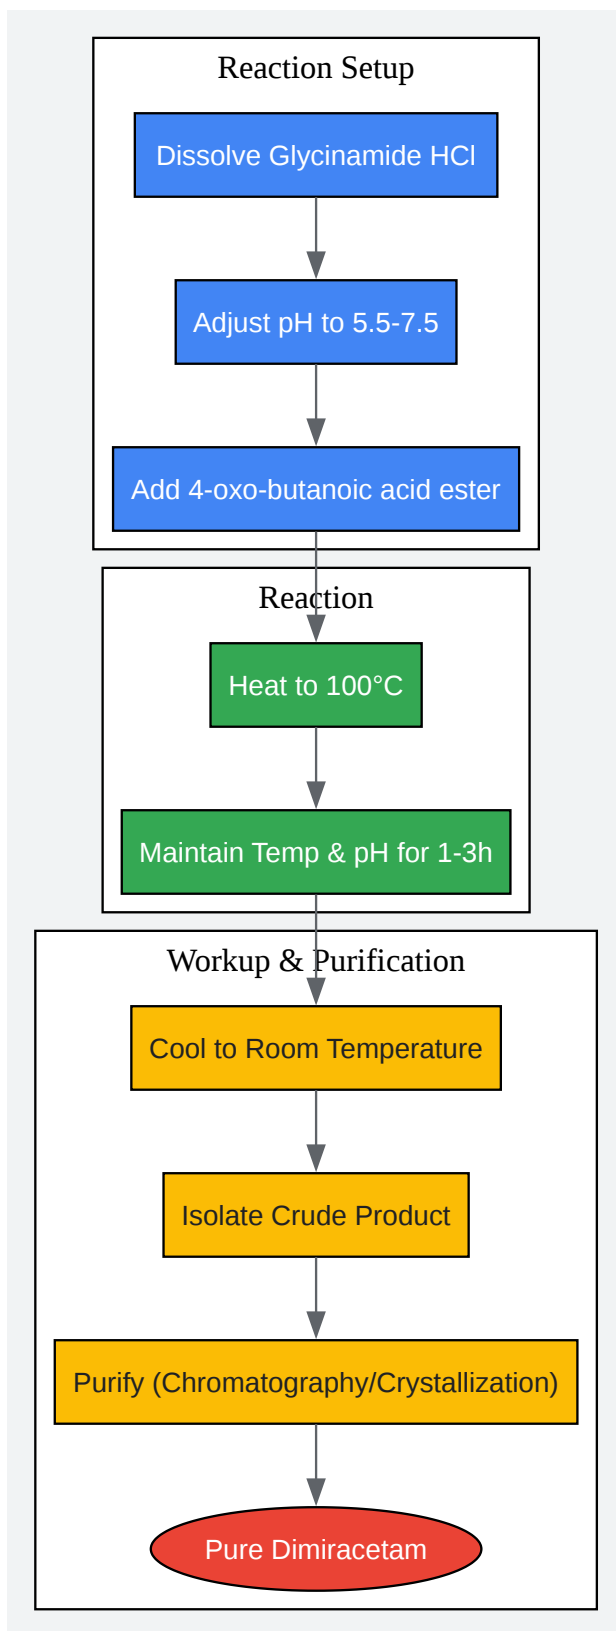 Reaction Setup
Dissolve Glycinamide HCl
Adjust pH to 5.5-7.5
Add 4-oxo-butanoic acid ester
Reaction
Heat to 100°C
Maintain Temp & pH for 1-3h
Workup & Purification
Cool to Room Temperature
Isolate Crude Product
Purify (Chromatography/Crystallization)
Pure Dimiracetam